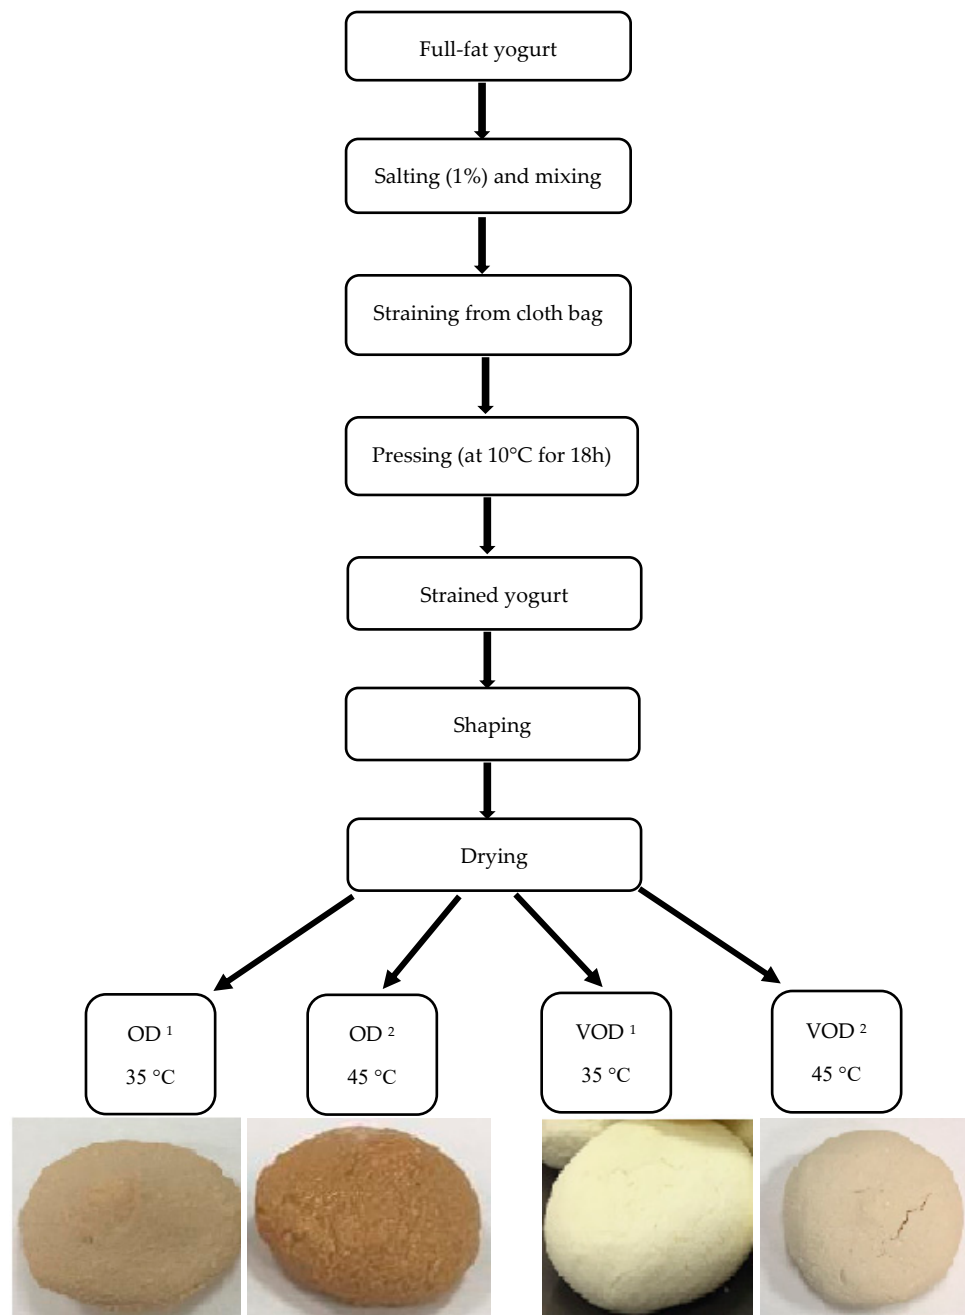 Full-fat yogurt
Salting (1%) and mixing
Straining from cloth bag
Pressing (at 10°C for 18h)
Strained yogurt
Shaping
Drying
OD ¹
35 °C
OD ²
45 °C
VOD ¹
35 °C
VOD ²
45 °C